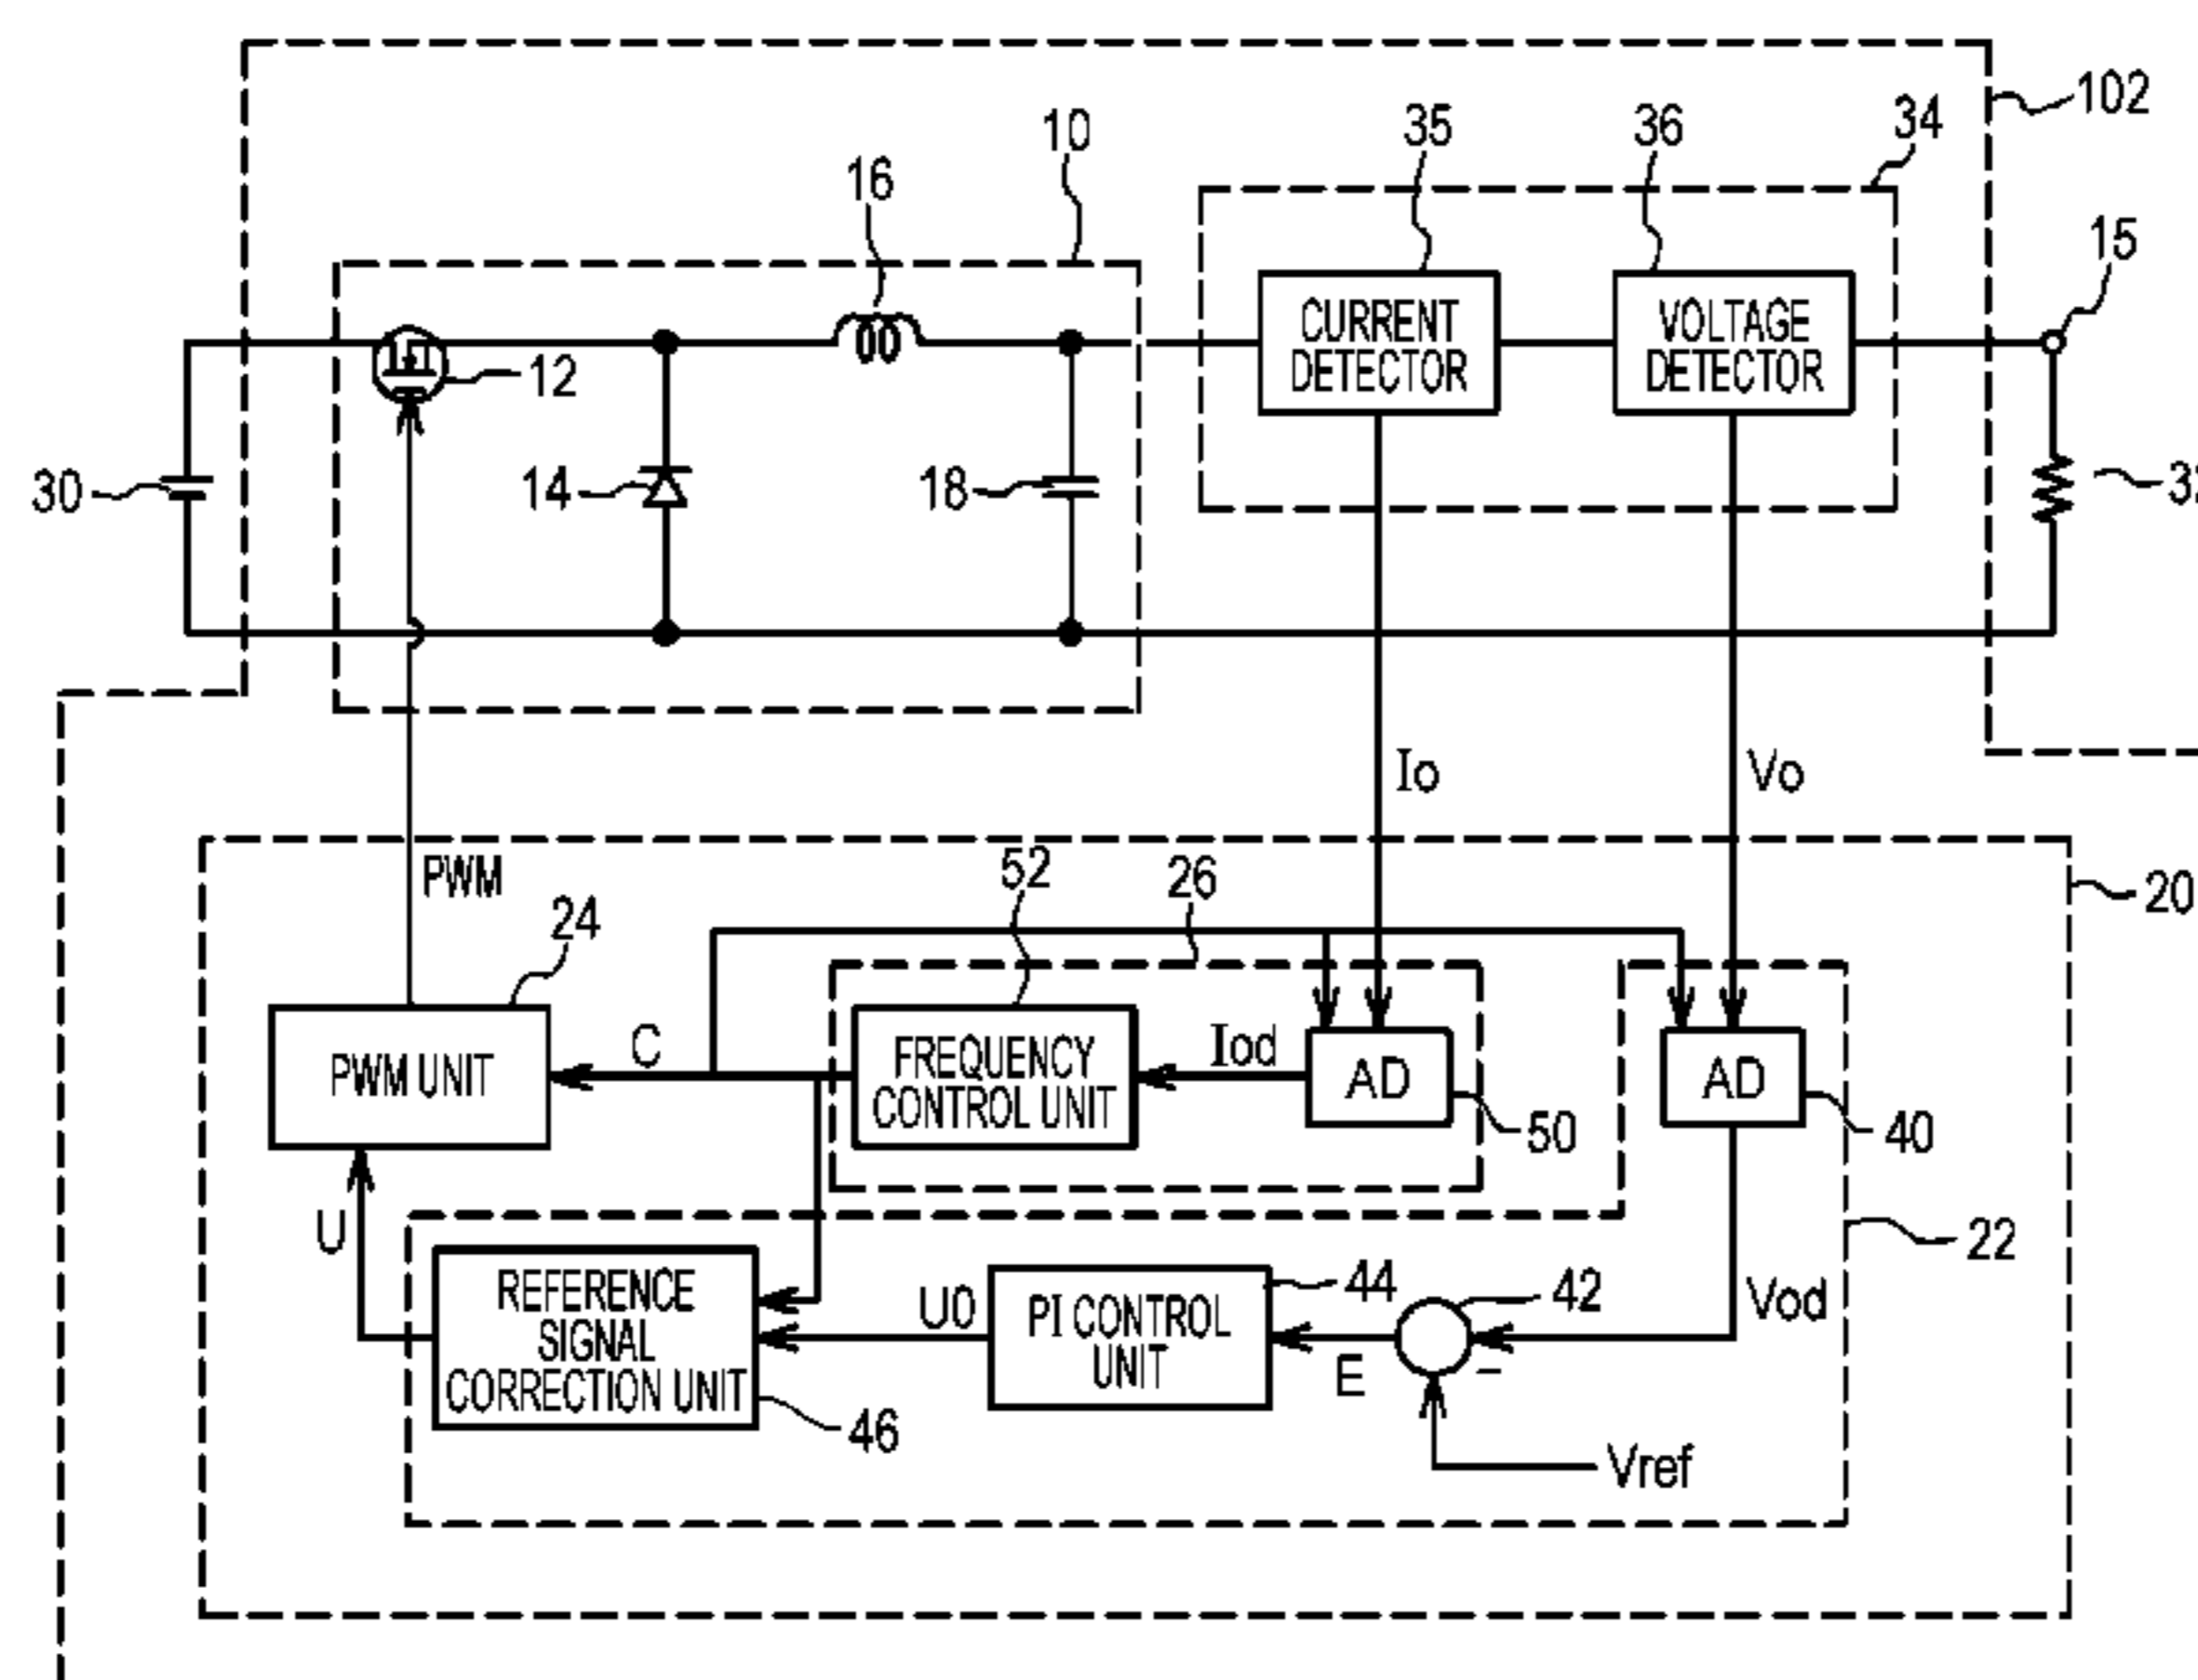 102
10
35
36
34
16
15
CURRENT
DETECTOR
VOLTAGE
DETECTOR
12
30
14
18
Io
Vo
PWM
52
26
20
24
C
Iod
PWM UNIT
FREQUENCY
CONTROL UNIT
AD
AD
50
40
U
22
REFERENCE
SIGNAL
CORRECTION UNIT
U0
PI CONTROL
UNIT
44
42
Vod
E
−
46
Vref